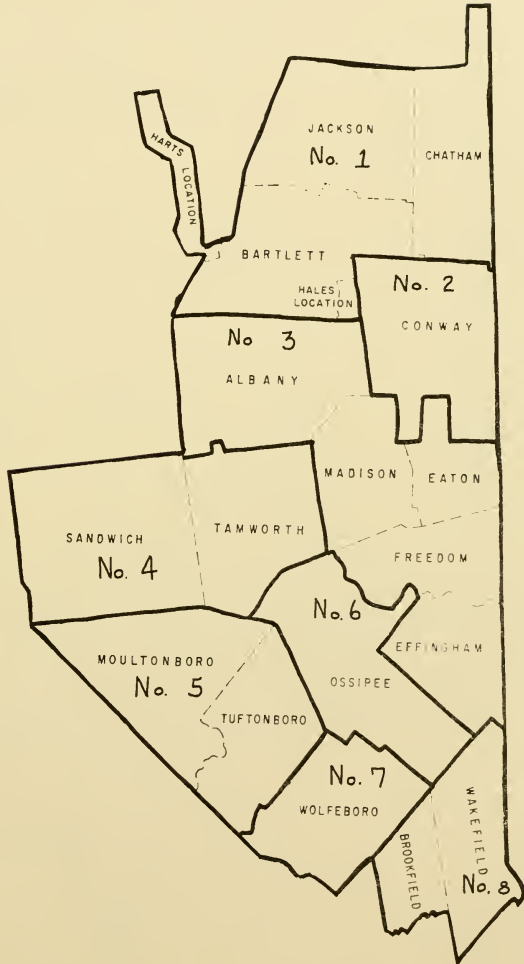 HARTS
LOCATION
JACKSON
No. 1
CHATHAM
BARTLETT
HALES
LOCATION
No. 2
CONWAY
No 3
ALBANY
MADISON
EATON
SANDWICH
No. 4
TAMWORTH
FREEDOM
No. 6
OSSIPEE
EFFINGHAM
MOULTONBORO
No. 5
TUFTONBORO
No. 7
WOLFEBORO
BROOKFIELD
WAKEFIELD
No. 8